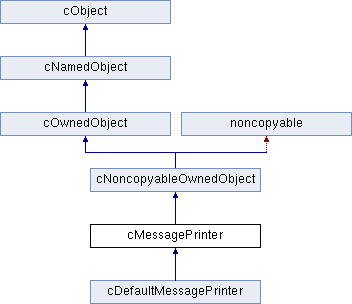 cObject
cNamedObject
cOwnedObject
noncopyable
cNoncopyableOwnedObject
cMessagePrinter
cDefaultMessagePrinter